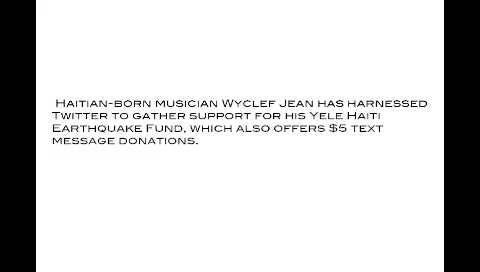 Haitian-born musician Wyclef Jean has harnessed
Twitter to gather support for his Yele Haiti
Earthquake Fund, which also offers $5 text
message donations.